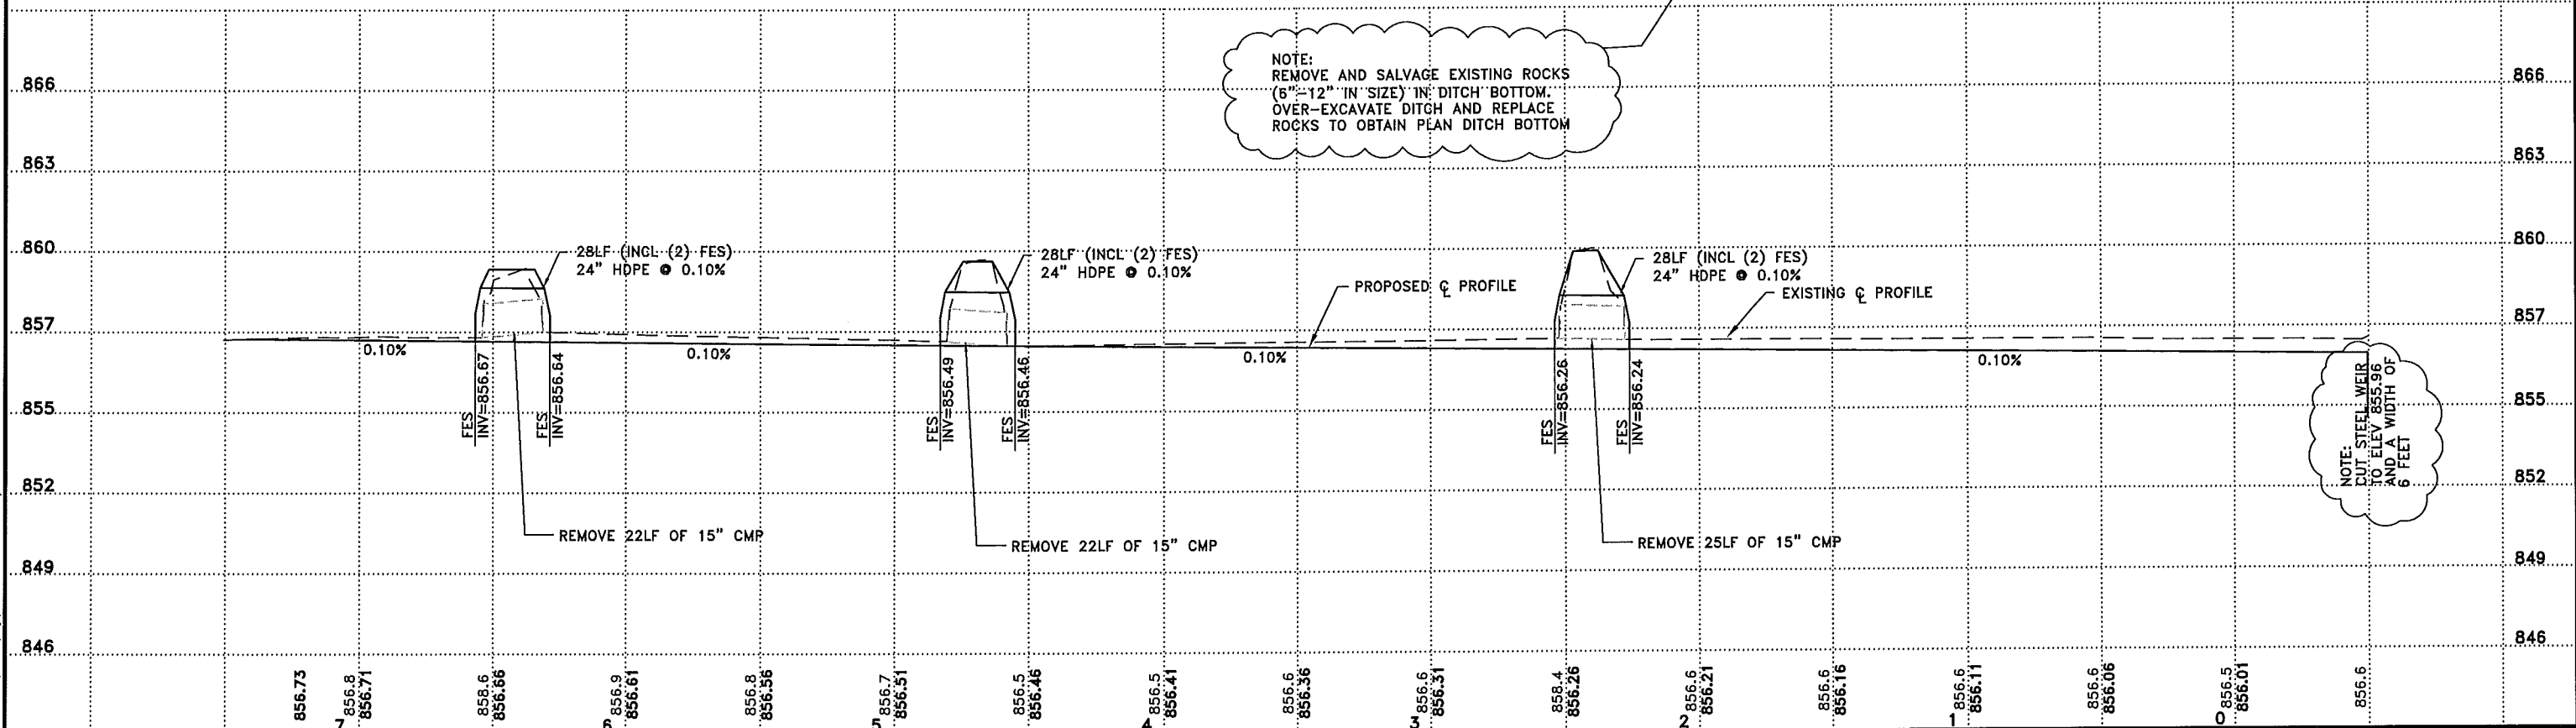 NOTE:
REMOVE AND SALVAGE EXISTING ROCKS
(6"-12" IN SIZE) IN DITCH BOTTOM.
OVER-EXCAVATE DITCH AND REPLACE
ROCKS TO OBTAIN PLAN DITCH BOTTOM
866
866
863
863
860
860
857
857
855
855
852
852
849
849
846
846
28LF (INCL (2) FES)
24" HDPE @ 0.10%
28LF (INCL (2) FES)
24" HDPE @ 0.10%
28LF (INCL (2) FES)
24" HDPE @ 0.10%
PROPOSED ℄ PROFILE
EXISTING ℄ PROFILE
0.10%
0.10%
0.10%
0.10%
FES
INV=856.67
FES
INV=856.64
FES
INV=856.49
FES
INV=856.46
FES
INV=856.26
FES
INV=856.24
NOTE:
CUT STEEL WEIR
TO ELEV 855.96
AND A WIDTH OF
6 FEET
REMOVE 22LF OF 15" CMP
REMOVE 22LF OF 15" CMP
REMOVE 25LF OF 15" CMP
856.73
856.8
856.71
858.6
856.66
856.9
856.61
856.8
856.56
856.7
856.51
856.5
856.46
856.5
856.41
856.6
856.36
856.6
856.31
858.4
856.26
856.6
856.21
856.6
856.16
856.6
856.11
856.6
856.06
856.5
856.01
856.6
7
6
5
4
3
2
1
0